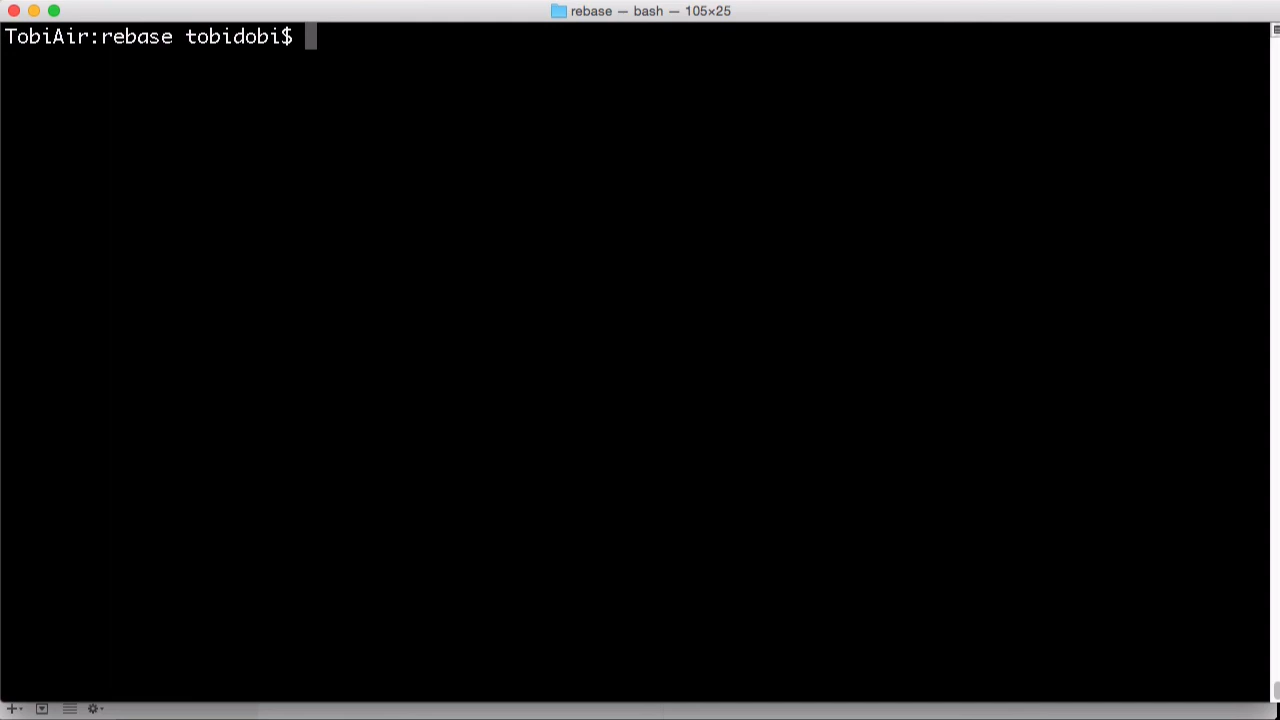 rebase — bash — 105×25
TobiAir:rebase tobidobi$